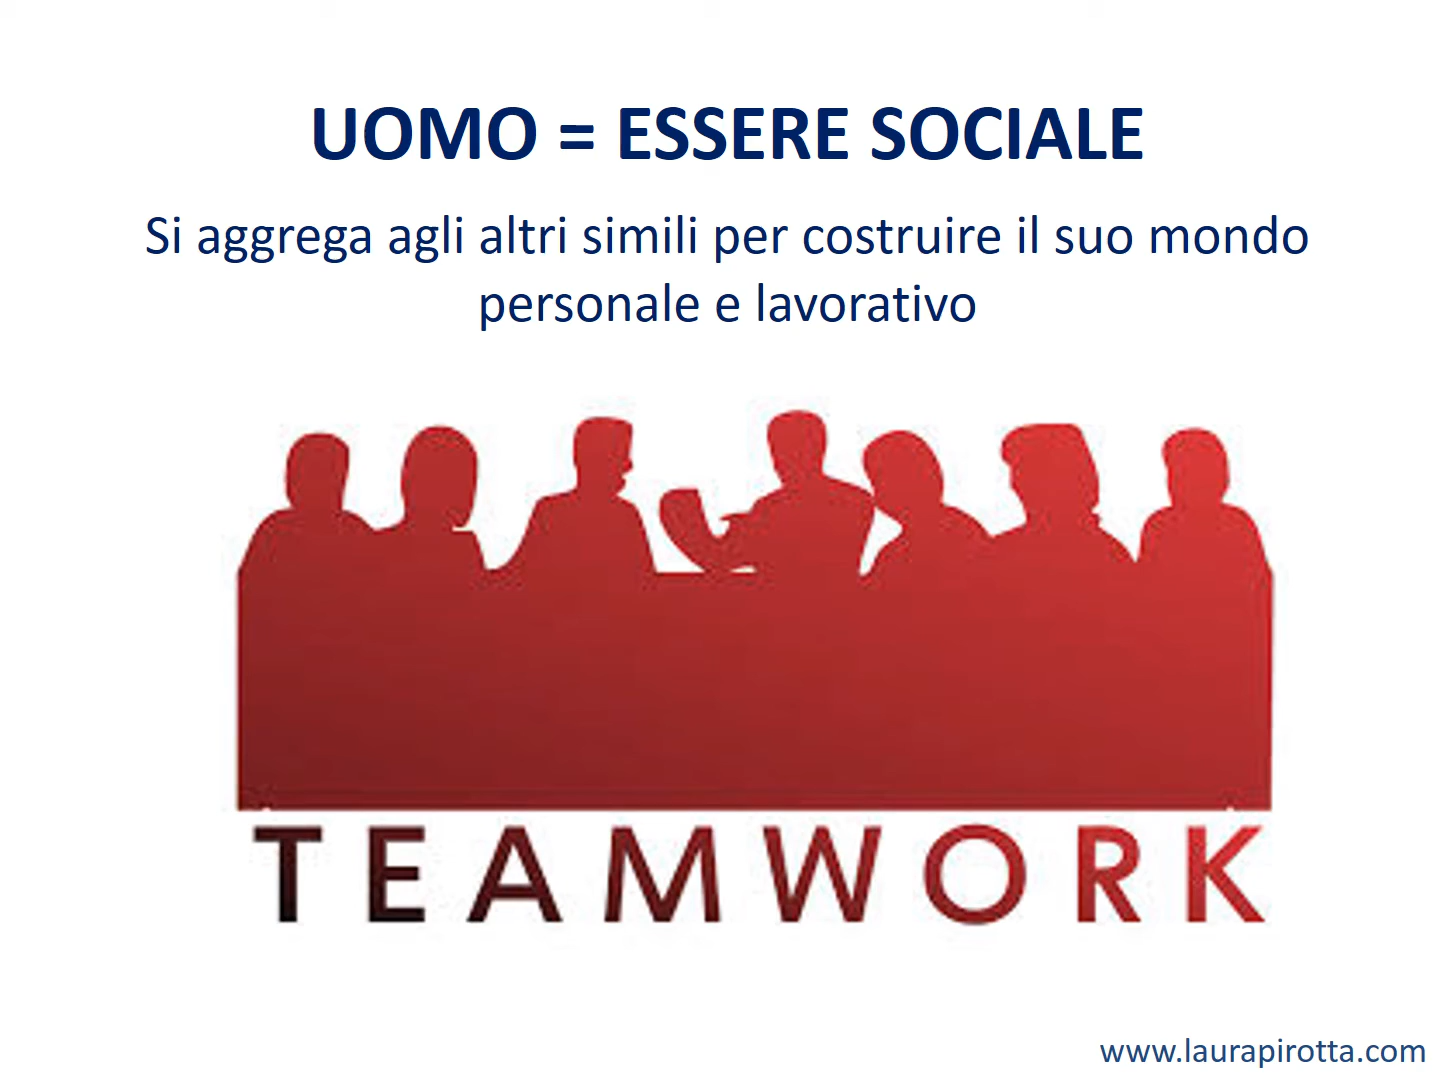 UOMO = ESSERE SOCIALE
Si aggrega agli altri simili per costruire il suo mondo
personale e lavorativo
TEAMWORK
www.laurapirotta.com